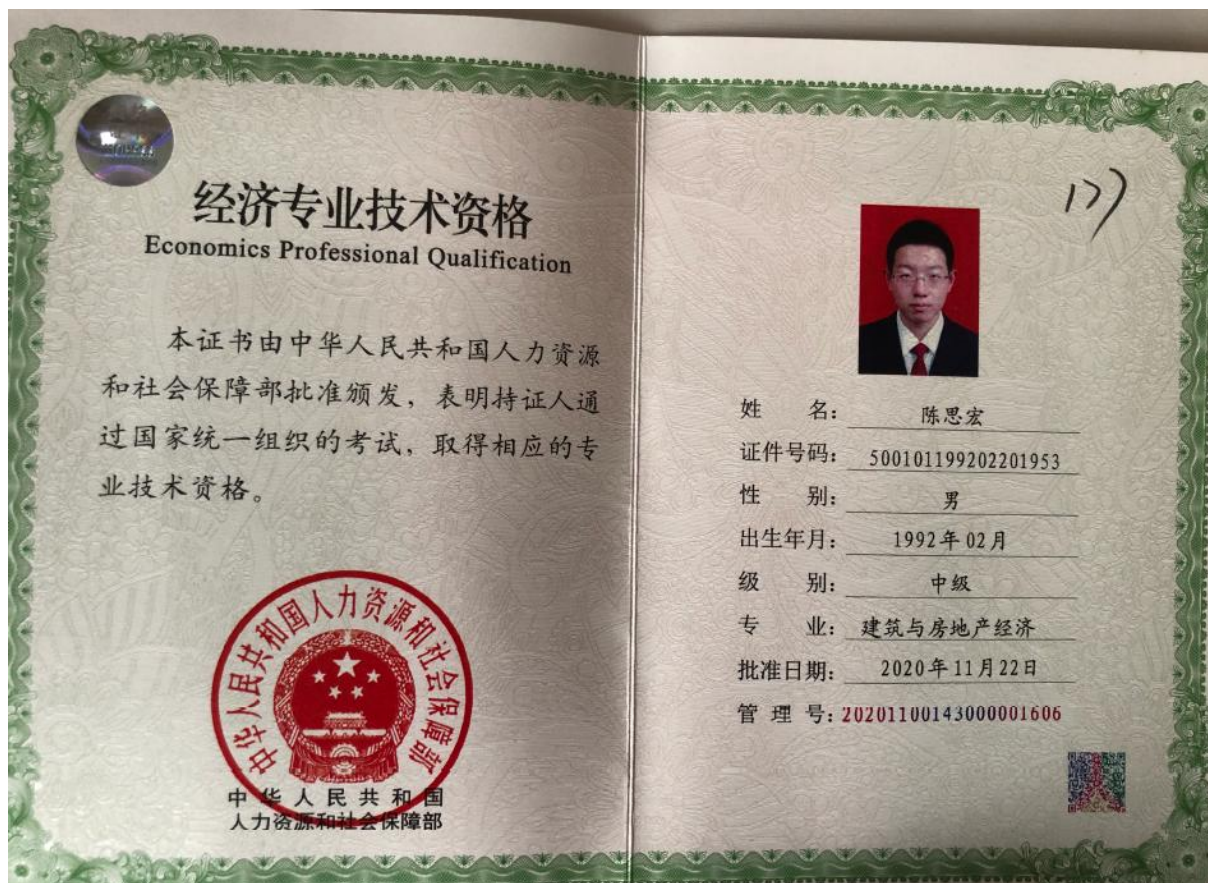 经济专业技术资格
Economics Professional Qualification
本证书由中华人民共和国人力资源
和社会保障部批准颁发，表明持证人通
过国家统一组织的考试，取得相应的专
业技术资格。
中华人民共和国人力资源和社会保障部
中华人民共和国
人力资源和社会保障部
姓 名： 陈思宏
证件号码： 500101199202201953
性 别： 男
出生年月： 1992年02月
级 别： 中级
专 业： 建筑与房地产经济
批准日期： 2020年11月22日
管 理 号：20201100143000001606